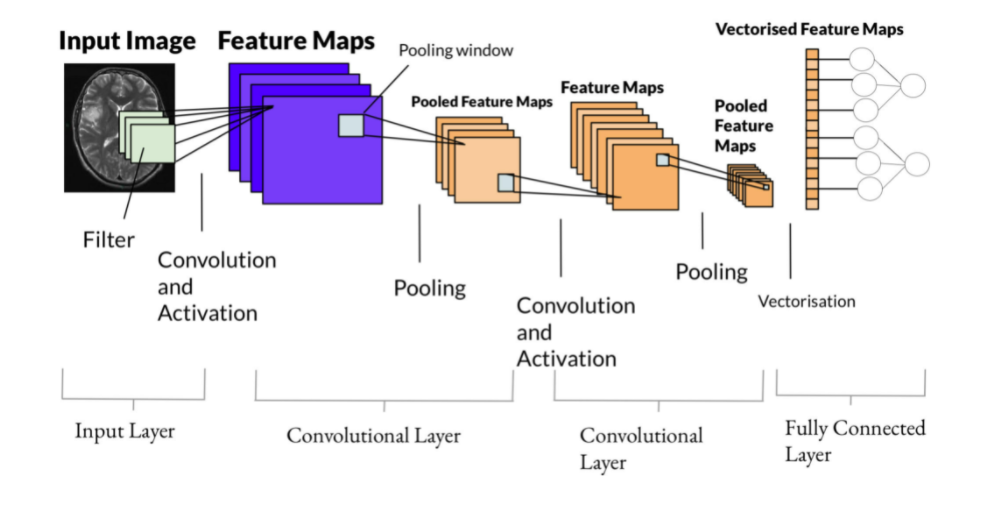 Input Image
Feature Maps
Pooling window
Pooled Feature Maps
Feature Maps
Vectorised Feature Maps
Pooled
Feature
Maps
Filter
Convolution
and
Activation
Pooling
Convolution
and
Activation
Pooling
Vectorisation
Input Layer
Convolutional Layer
Convolutional
Layer
Fully Connected
Layer